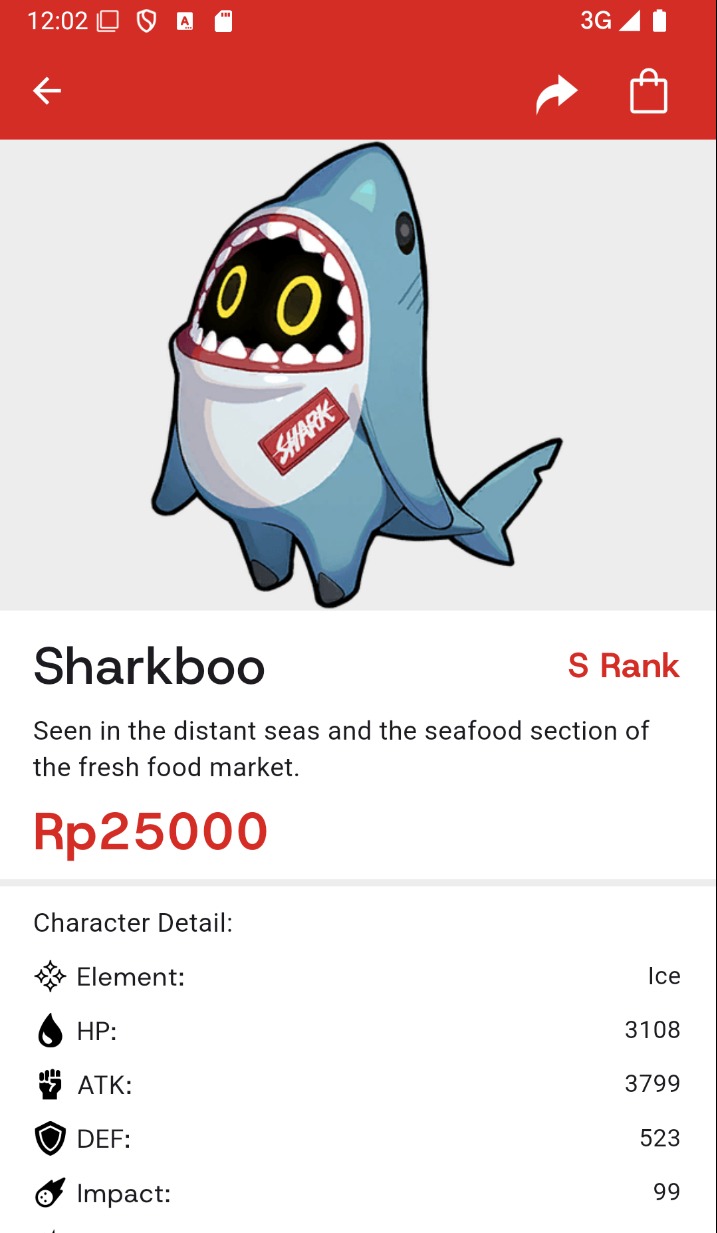 12:02 A 3G
SHARK
Sharkboo
S Rank
Seen in the distant seas and the seafood section of
the fresh food market.
Rp25000
Character Detail:
Element: Ice
HP: 3108
ATK: 3799
DEF: 523
Impact: 99